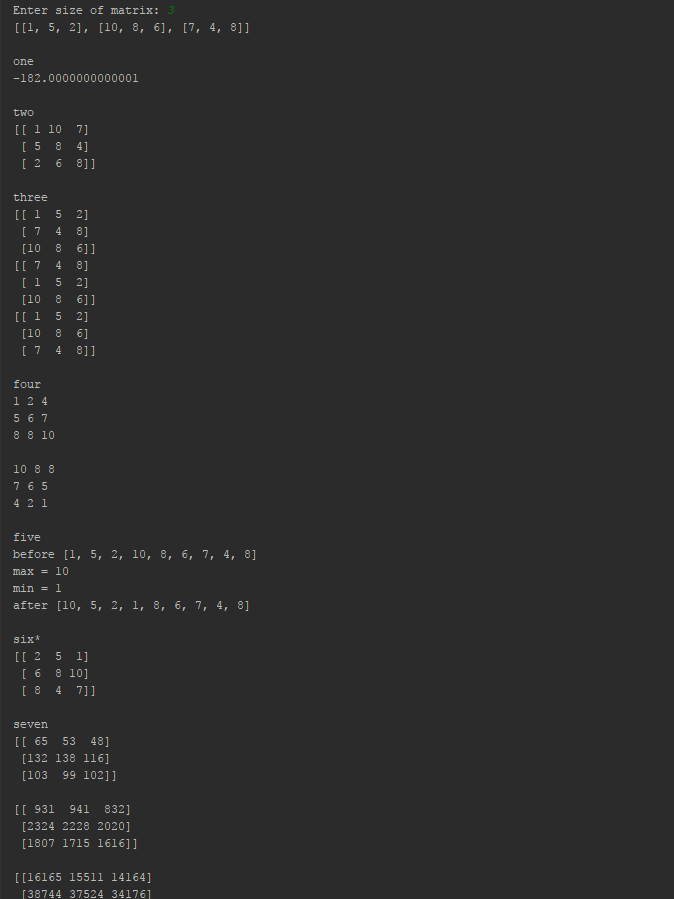 Enter size of matrix: 3
[[1, 5, 2], [10, 8, 6], [7, 4, 8]]
one
-182.0000000000001
two
[[ 1 10  7]
 [ 5  8  4]
 [ 2  6  8]]
three
[[ 1  5  2]
 [ 7  4  8]
 [10  8  6]]
[[ 7  4  8]
 [ 1  5  2]
 [10  8  6]]
[[ 1  5  2]
 [10  8  6]
 [ 7  4  8]]
four
1 2 4
5 6 7
8 8 10
10 8 8
7 6 5
4 2 1
five
before [1, 5, 2, 10, 8, 6, 7, 4, 8]
max = 10
min = 1
after [10, 5, 2, 1, 8, 6, 7, 4, 8]
six*
[[ 2  5  1]
 [ 6  8 10]
 [ 8  4  7]]
seven
[[ 65  53  48]
 [132 138 116]
 [103  99 102]]
[[ 931  941  832]
 [2324 2228 2020]
 [1807 1715 1616]]
[[16165 15511 14164]
 [38744 37524 34176]